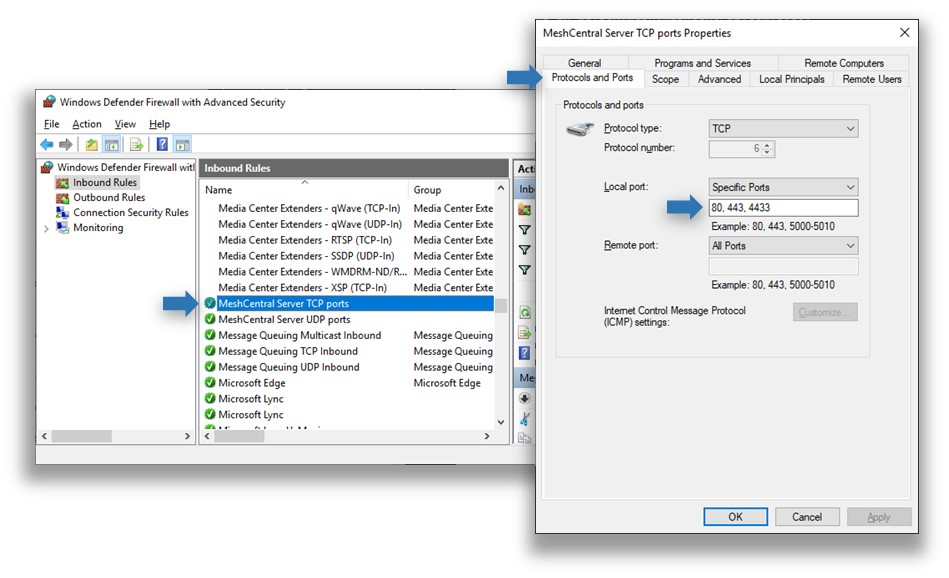 Windows Defender Firewall with Advanced Security
File Action View Help
Windows Defender Firewall witl
Inbound Rules
Outbound Rules
Connection Security Rules
Monitoring
Inbound Rules
Name Group
Media Center Extenders - qWave (TCP-In) Media Center Exte
Media Center Extenders - qWave (UDP-In) Media Center Exte
Media Center Extenders - RTSP (TCP-In) Media Center Exte
Media Center Extenders - SSDP (UDP-In) Media Center Exte
Media Center Extenders - WMDRM-ND/R... Media Center Exte
Media Center Extenders - XSP (TCP-In) Media Center Exte
MeshCentral Server TCP ports
MeshCentral Server UDP ports
Message Queuing Multicast Inbound Message Queuing
Message Queuing TCP Inbound Message Queuing
Message Queuing UDP Inbound Message Queuing
Microsoft Edge Microsoft Edge
Microsoft Lync
Microsoft Lync
Acti
Inb
Me
MeshCentral Server TCP ports Properties
General Programs and Services Remote Computers
Protocols and Ports Scope Advanced Local Principals Remote Users
Protocols and ports
Protocol type: TCP
Protocol number: 6
Local port: Specific Ports
80, 443, 4433
Example: 80, 443, 5000-5010
Remote port: All Ports
Example: 80, 443, 5000-5010
Internet Control Message Protocol
(ICMP) settings:
Customize...
OK Cancel Apply